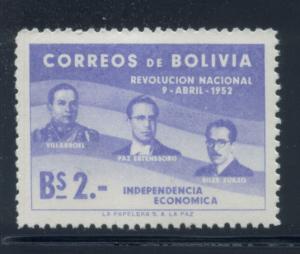 CORREOS DE BOLIVIA
REVOLUCION NACIONAL
9-ABRIL-1952
VILLARROEL
PAZ ESTENSSORO
SILES ZUAZO
Bs 2.-
INDEPENDENCIA
ECONOMICA
LA PAPELERA S. A. LA PAZ